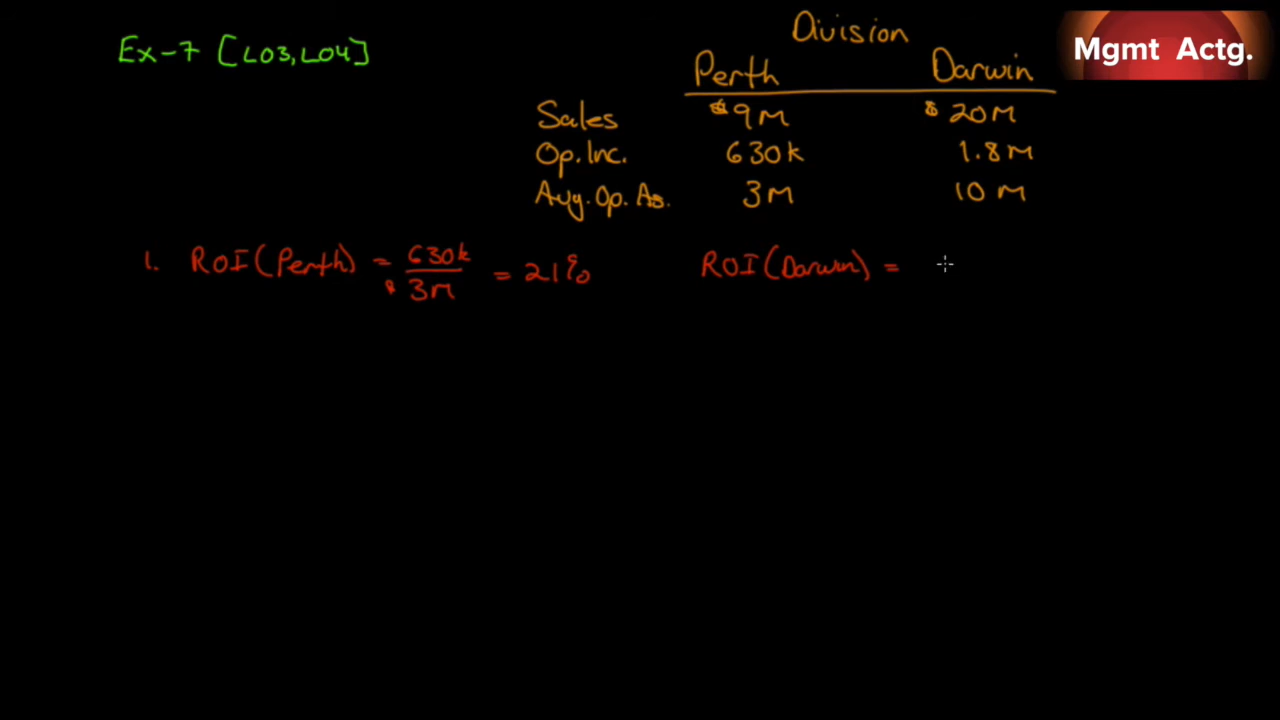 Ex-7 [LO3, LO4]
Division
Mgmt Actg.
Perth Darwin
Sales $9M $20M
Op. Inc. 630k 1.8M
Avg. Op. As. 3M 10M
1. ROI (Perth) = 630k / $3M = 21% ROI (Darwin) =